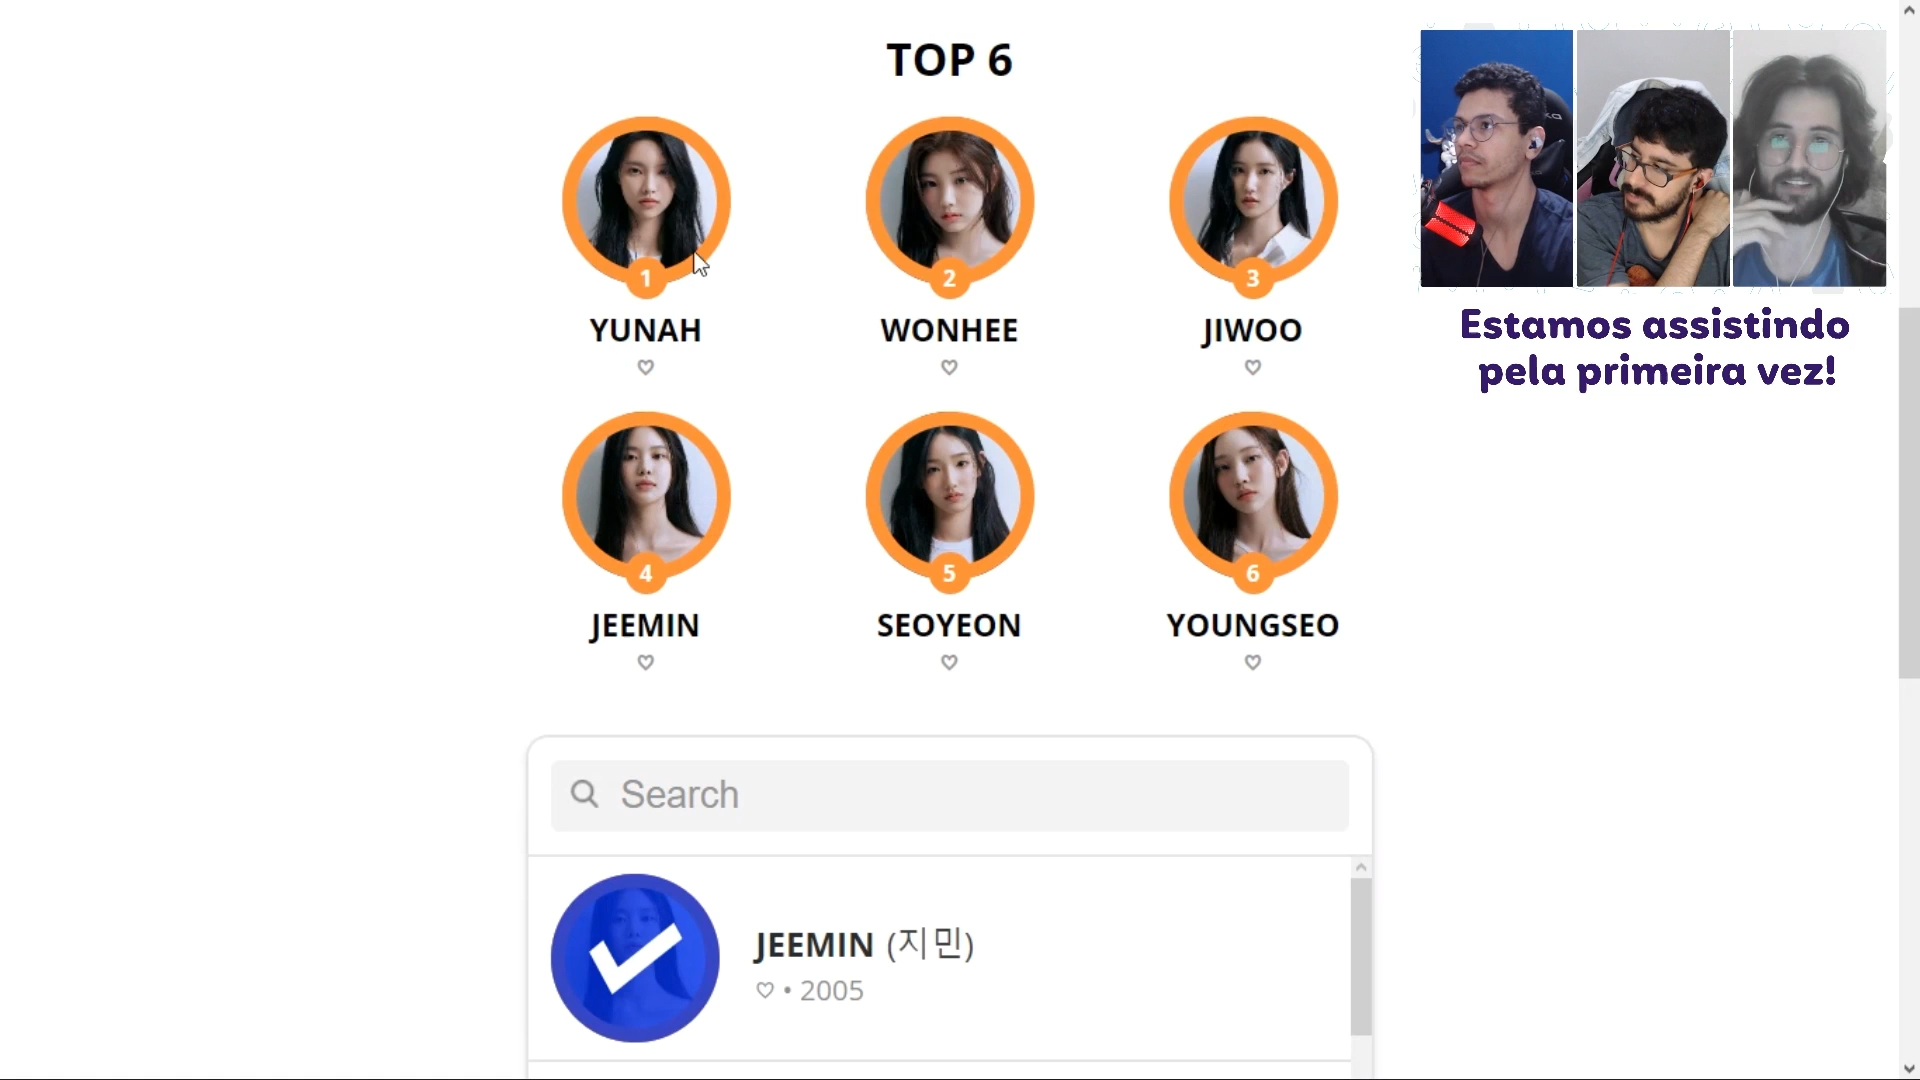 TOP 6
1
2
3
YUNAH
WONHEE
JIWOO
4
5
6
JEEMIN
SEOYEON
YOUNGSEO
Search
JEEMIN (지민)
♡ • 2005
Estamos assistindo
pela primeira vez!